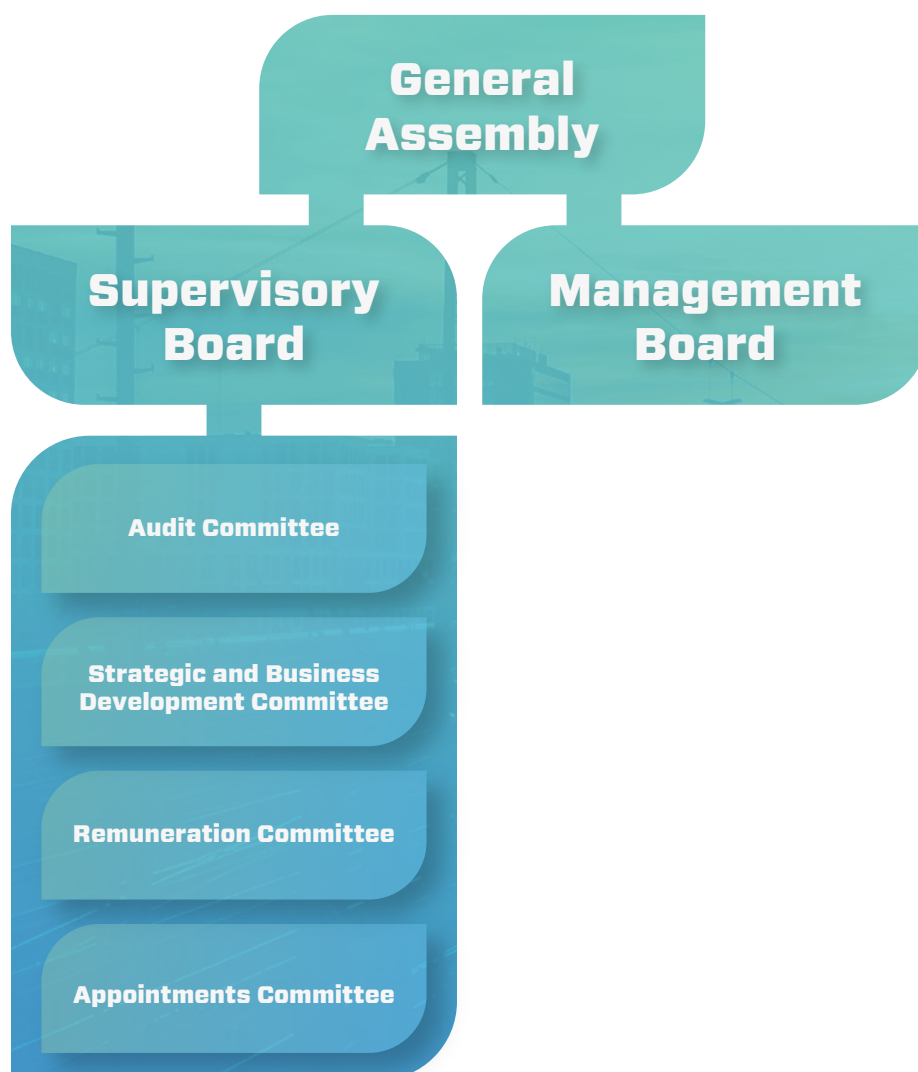 General
Assembly
Supervisory
Board
Management
Board
Audit Committee
Strategic and Business
Development Committee
Remuneration Committee
Appointments Committee